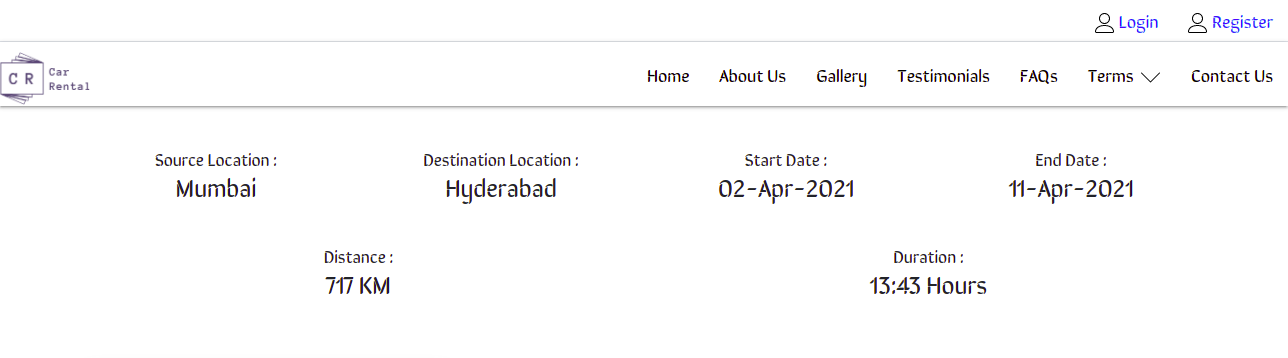 Login Register
C R Car
Rental
Home About Us Gallery Testimonials FAQs Terms Contact Us
Source Location : Destination Location : Start Date : End Date :
Mumbai Hyderabad 02-Apr-2021 11-Apr-2021
Distance : Duration :
717 KM 13:43 Hours